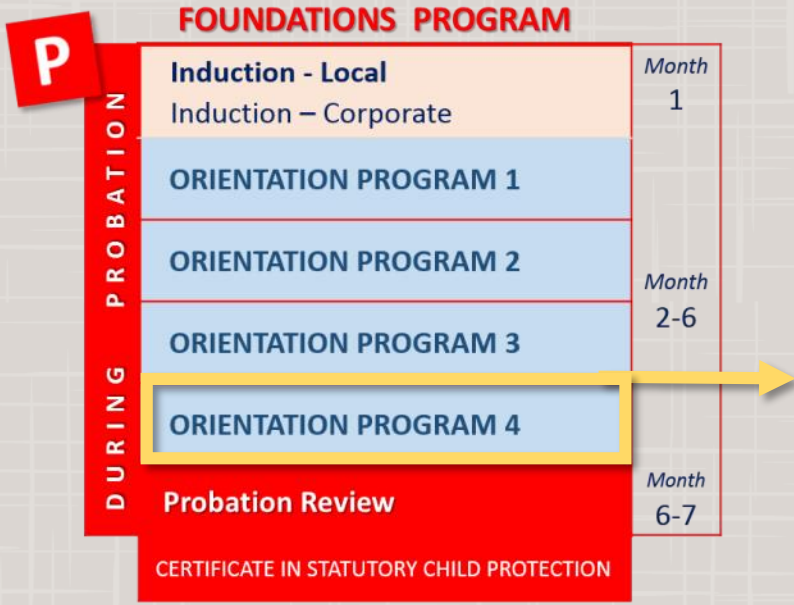 FOUNDATIONS PROGRAM
P
DURING PROBATION
Induction - Local
Induction – Corporate
Month
1
ORIENTATION PROGRAM 1
ORIENTATION PROGRAM 2
Month
2-6
ORIENTATION PROGRAM 3
ORIENTATION PROGRAM 4
Probation Review
Month
6-7
CERTIFICATE IN STATUTORY CHILD PROTECTION